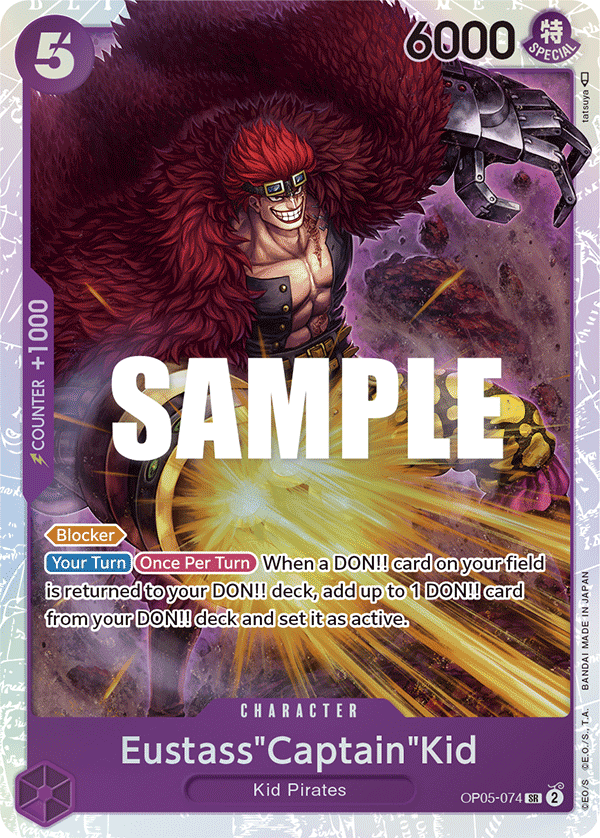 5
6000
特
SPECIAL
tatsuya
COUNTER +1000
SAMPLE
Blocker
Your Turn Once Per Turn When a DON!! card on your field
is returned to your DON!! deck, add up to 1 DON!! card
from your DON!! deck and set it as active.
CHARACTER
Eustass"Captain"Kid
Kid Pirates
OP05-074 SR 2
©EO/S ©E.O./S., T.A. BANDAI MADE IN JAPAN